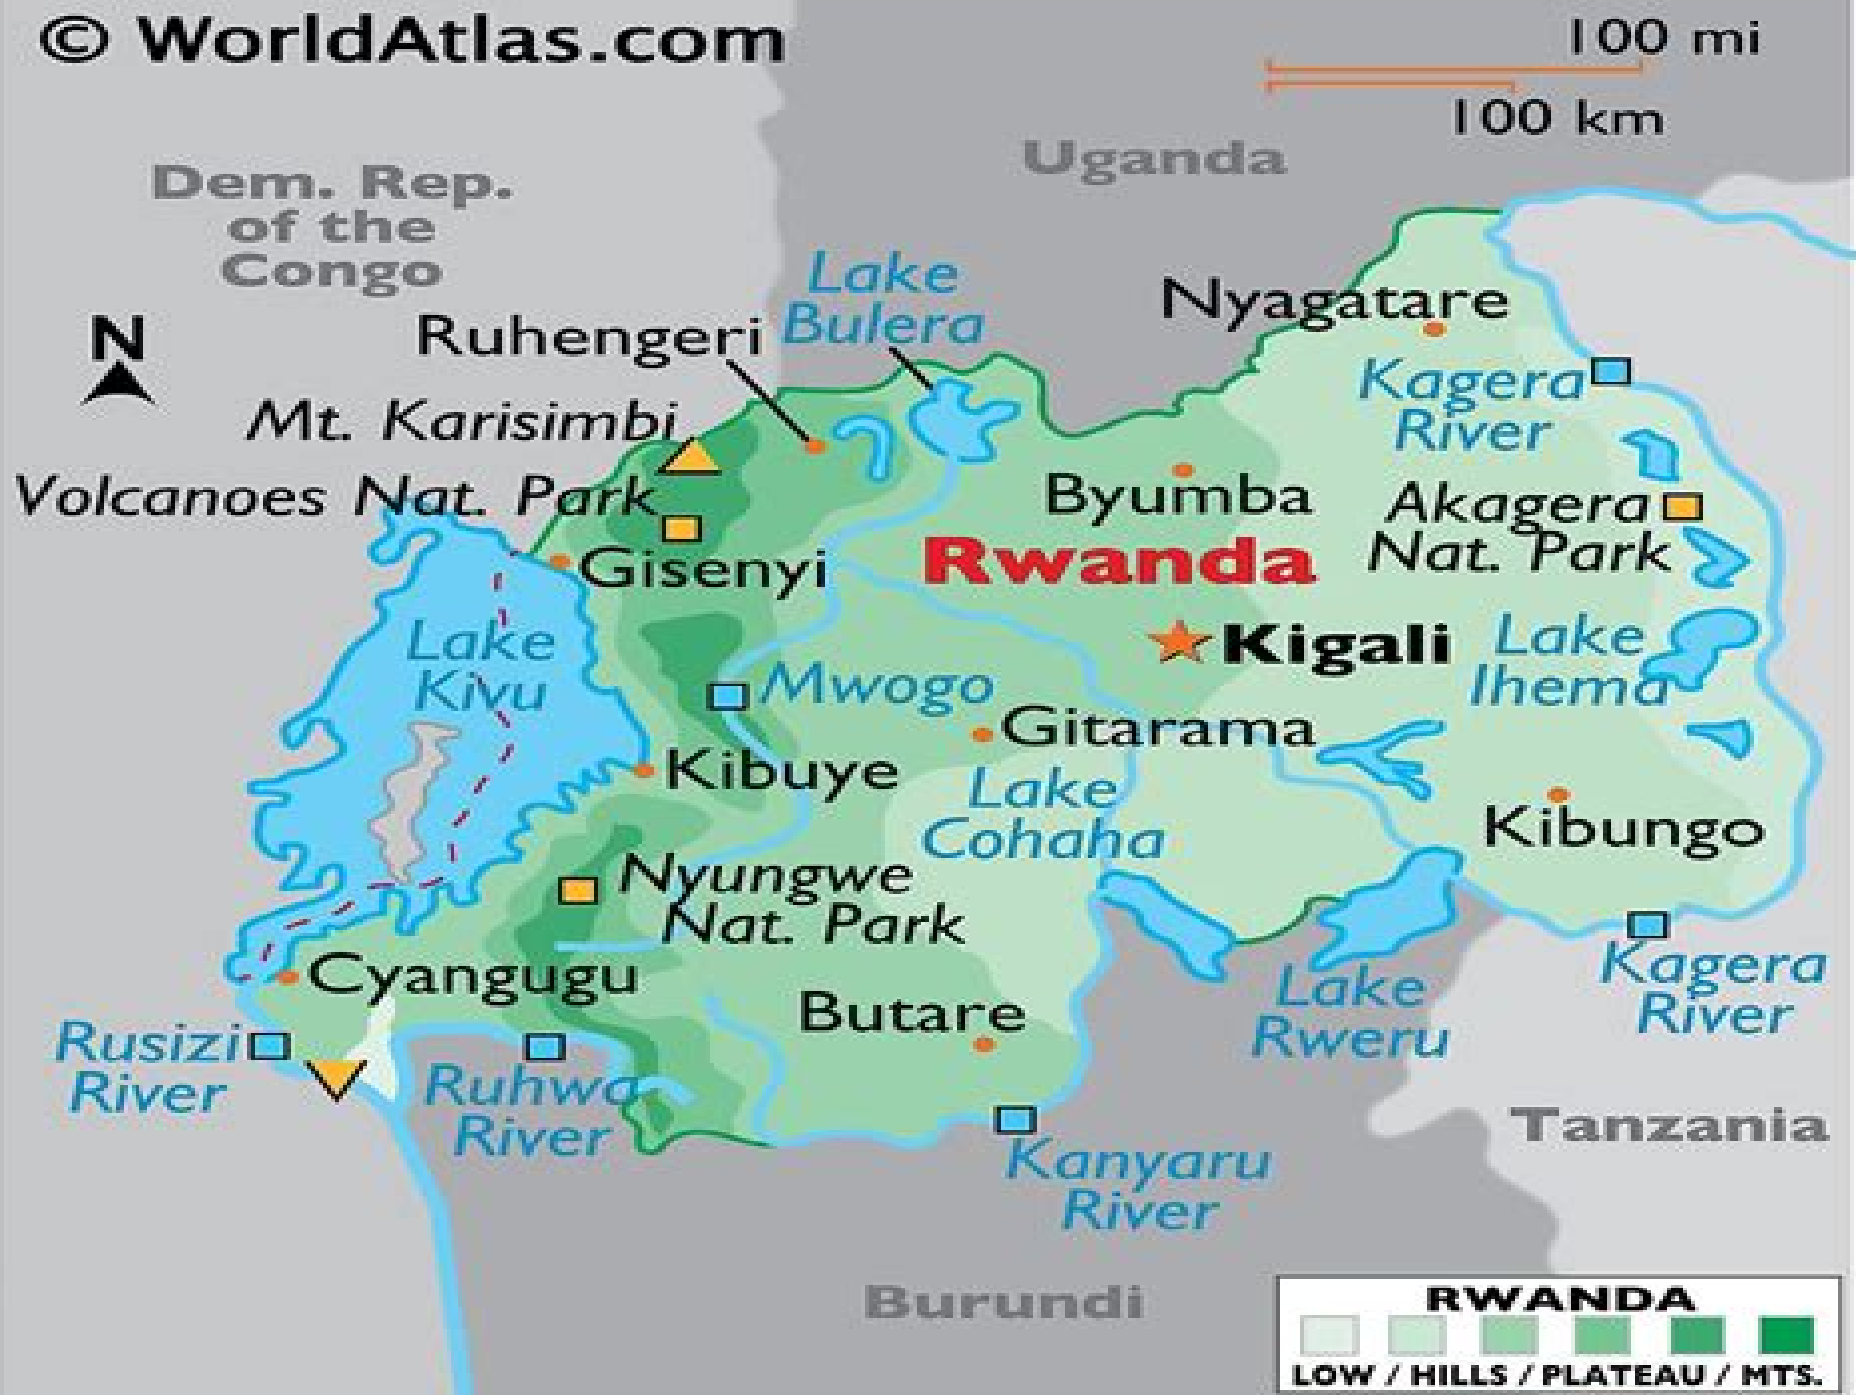 © WorldAtlas.com
100 mi
100 km
Uganda
Dem. Rep.
of the
Congo
Lake
Bulera
Nyagatare
Ruhengeri
N
Kagera
River
Mt. Karisimbi
Volcanoes Nat. Park
Byumba
Akagera
Nat. Park
Rwanda
Gisenyi
Lake
Kivu
Kigali
Lake
Ihema
Mwogo
Gitarama
Kibuye
Lake
Cohaha
Kibungo
Nyungwe
Nat. Park
Cyangugu
Butare
Lake
Rweru
Kagera
River
Rusizi
River
Ruhwa
River
Kanyaru
River
Tanzania
Burundi
RWANDA
LOW / HILLS / PLATEAU / MTS.